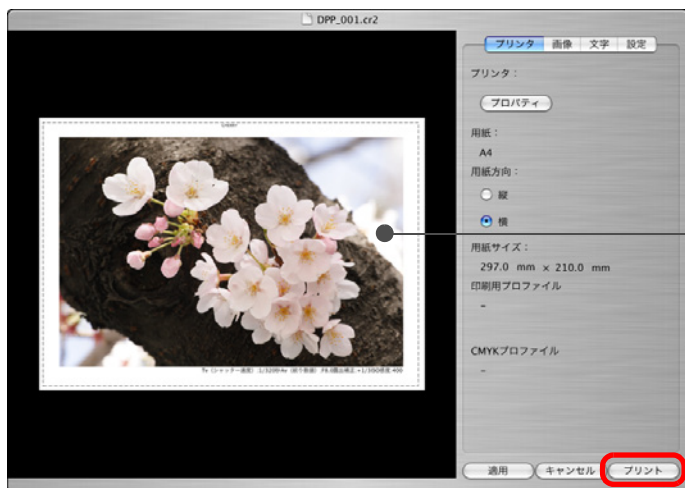 DPP_001.cr2
プリンタ 画像 文字 設定
プリンタ：
プロパティ
用紙：
A4
用紙方向：
縦
横
用紙サイズ：
297.0 mm × 210.0 mm
印刷用プロファイル
-
CMYKプロファイル
-
適用 キャンセル プリント